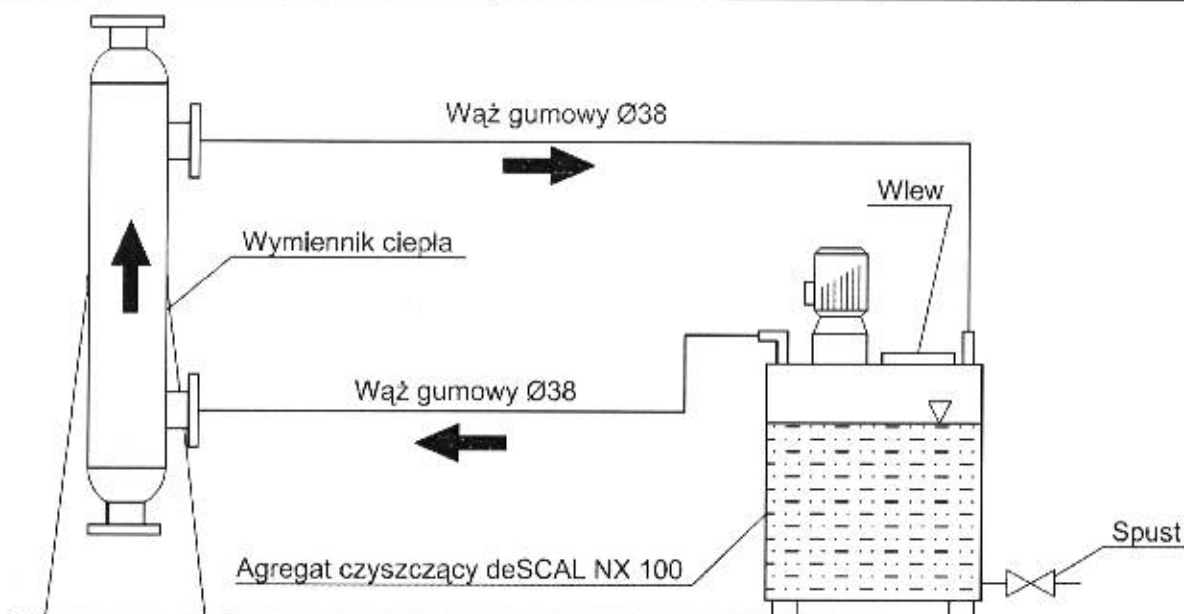 Wąż gumowy Ø38
Wlew
Wymiennik ciepła
Wąż gumowy Ø38
Agregat czyszczący deSCAL NX 100
Spust